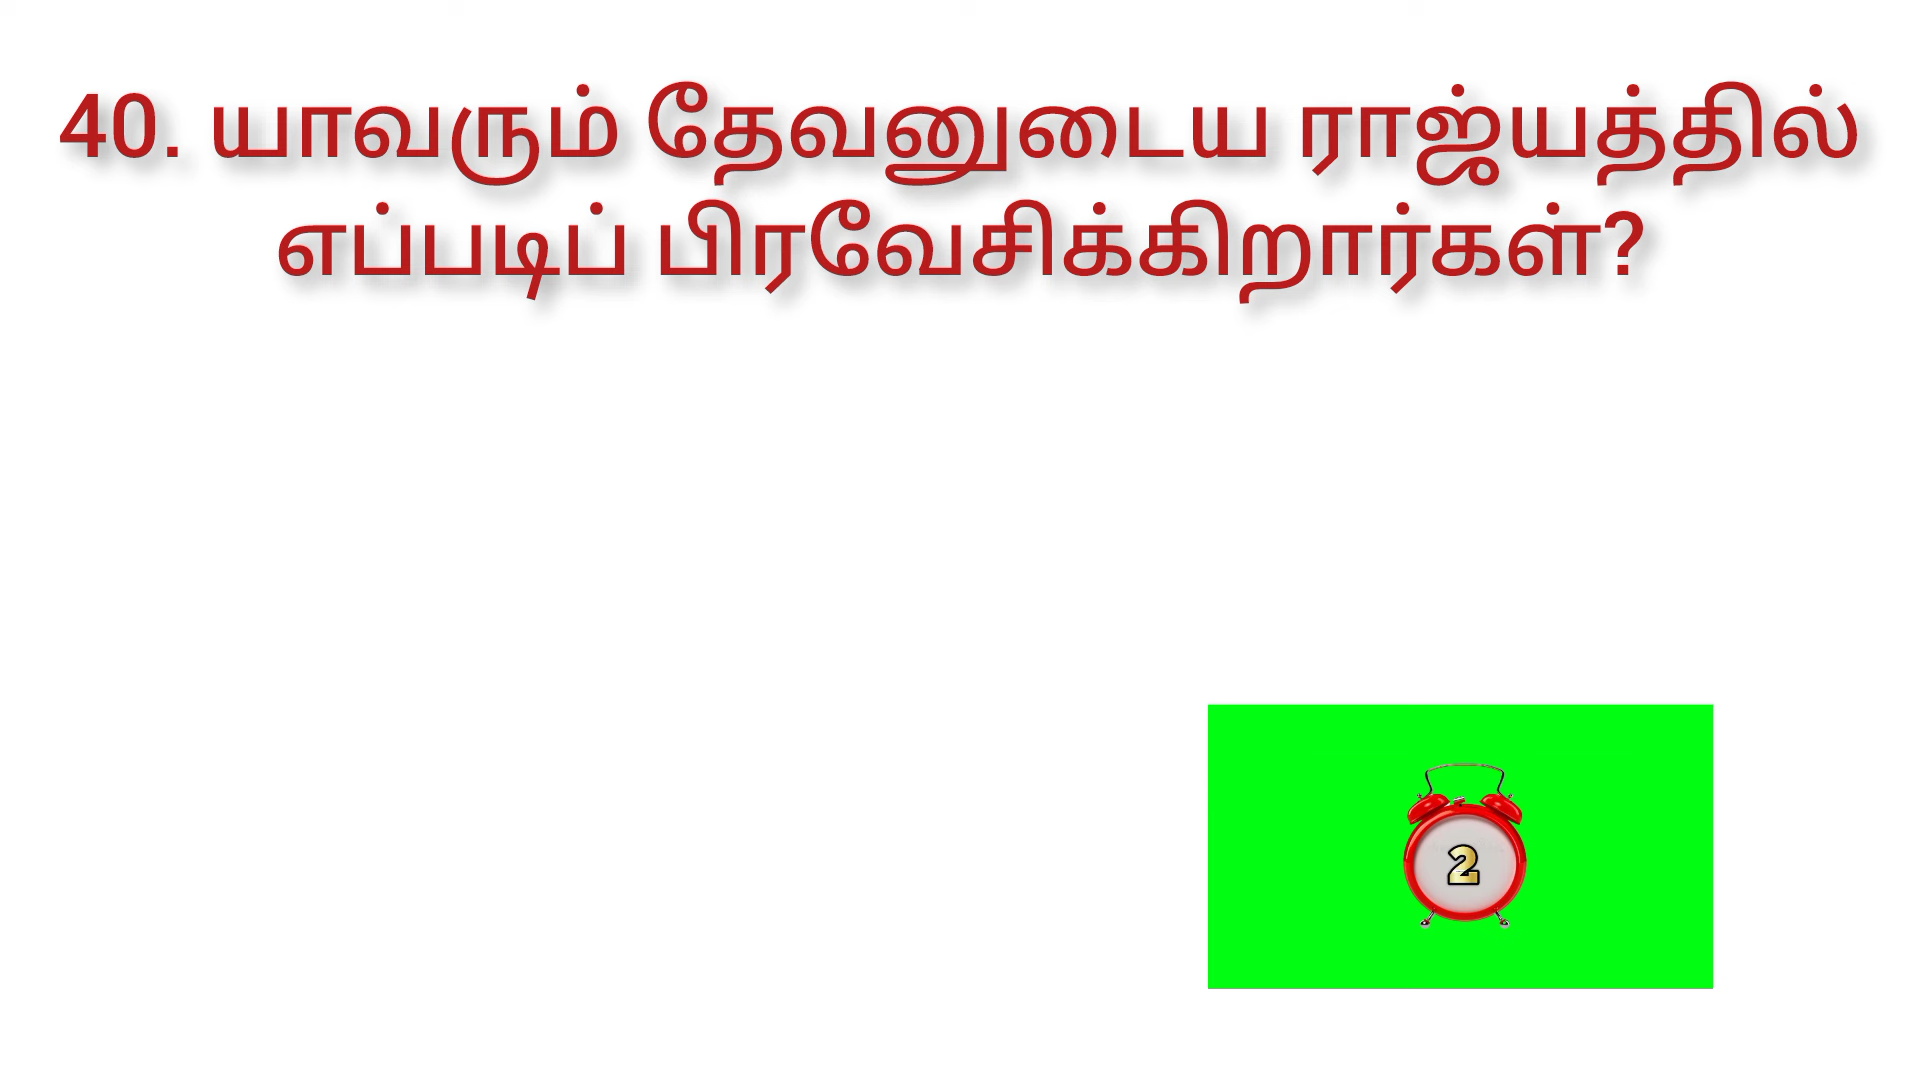 40. யாவரும் தேவனுடைய ராஜ்யத்தில்
எப்படிப் பிரவேசிக்கிறார்கள்?
2